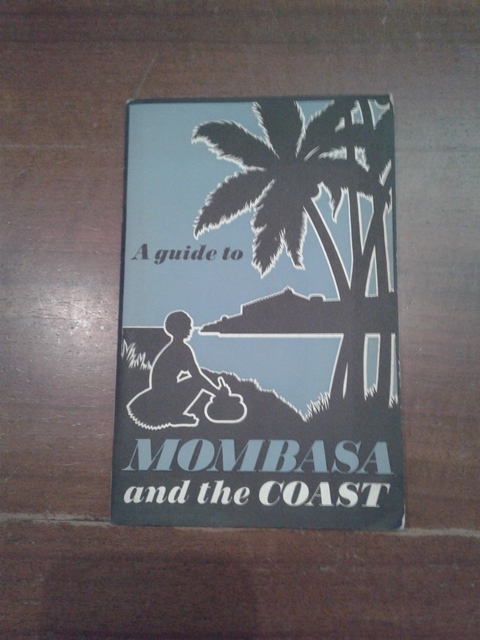 A guide to
MOMBASA
and the COAST